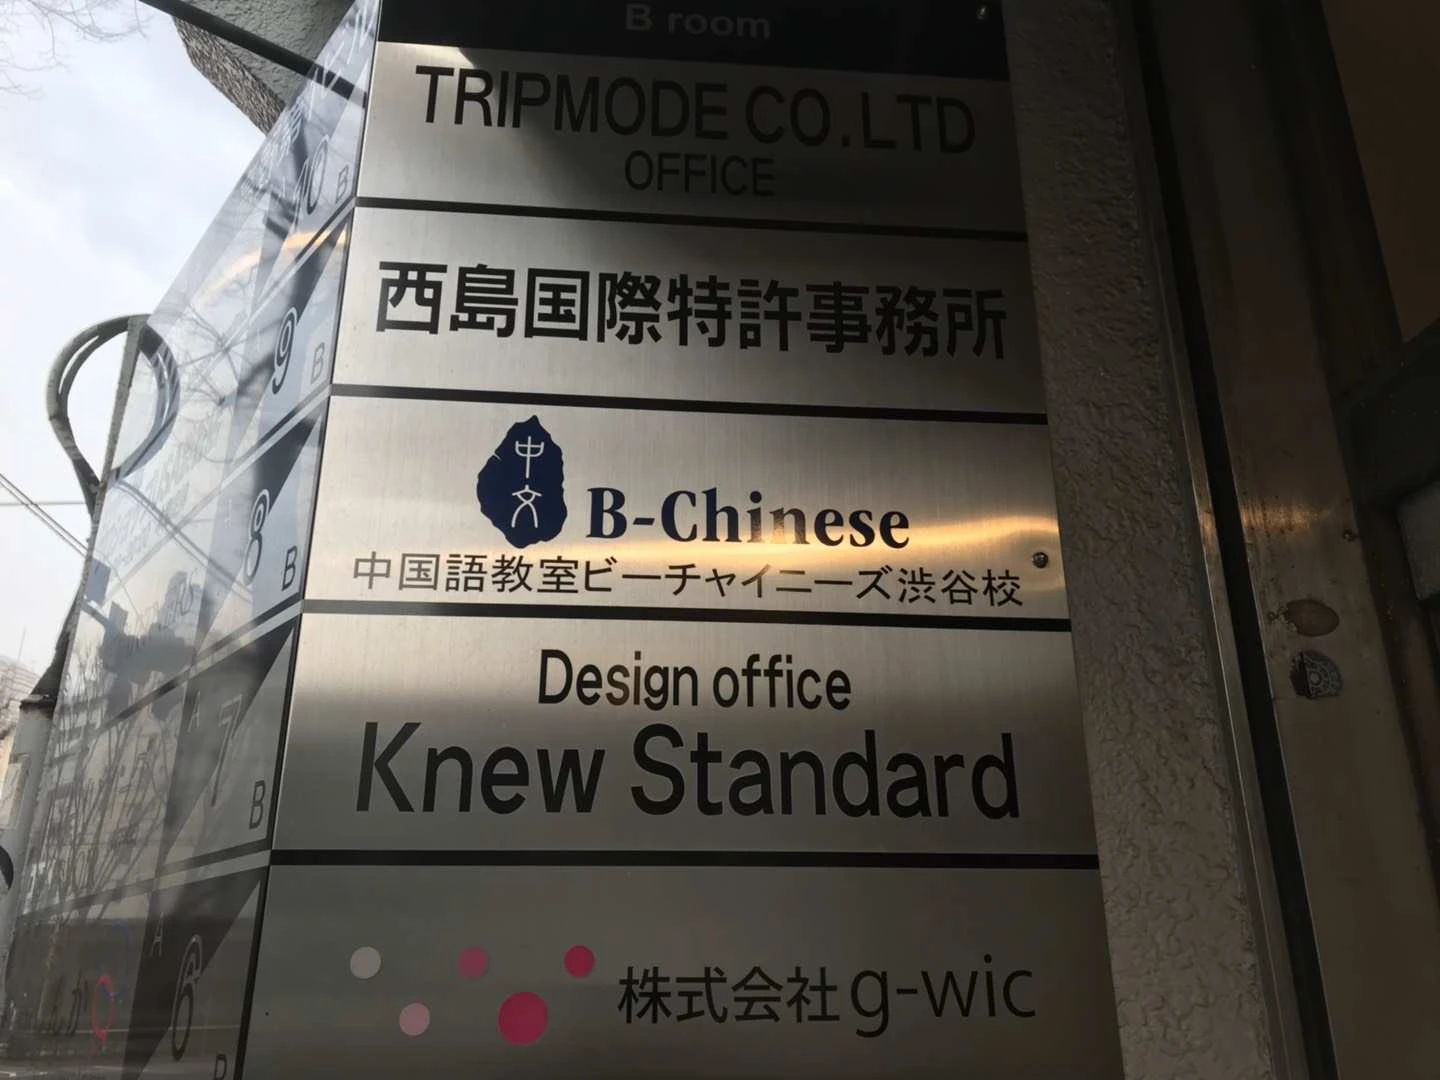 B room
TRIPMODE CO.LTD
OFFICE
10 B
西島国際特許事務所
9 B
中文
B-Chinese
中国語教室ビーチャイニーズ渋谷校
8 B
Design office
Knew Standard
A 7 B
株式会社g-wic
A 6